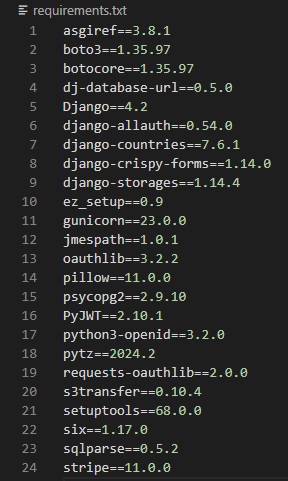 requirements.txt
1 asgiref==3.8.1
2 boto3==1.35.97
3 botocore==1.35.97
4 dj-database-url==0.5.0
5 Django==4.2
6 django-allauth==0.54.0
7 django-countries==7.6.1
8 django-crispy-forms==1.14.0
9 django-storages==1.14.4
10 ez_setup==0.9
11 gunicorn==23.0.0
12 jmespath==1.0.1
13 oauthlib==3.2.2
14 pillow==11.0.0
15 psycopg2==2.9.10
16 PyJWT==2.10.1
17 python3-openid==3.2.0
18 pytz==2024.2
19 requests-oauthlib==2.0.0
20 s3transfer==0.10.4
21 setuptools==68.0.0
22 six==1.17.0
23 sqlparse==0.5.2
24 stripe==11.0.0